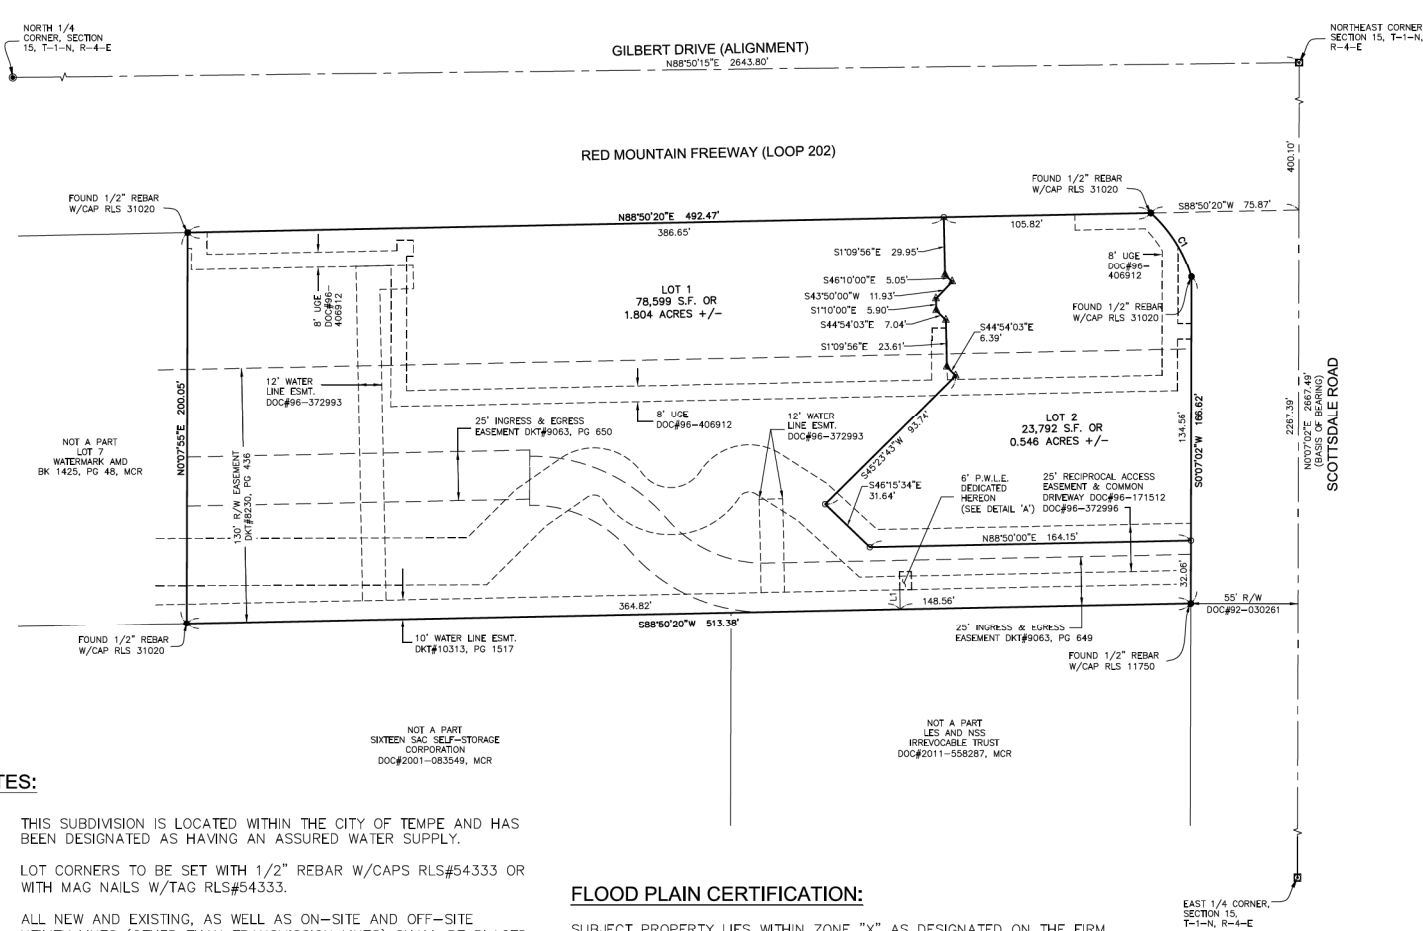 NORTH 1/4
CORNER, SECTION
15, T-1-N, R-4-E
GILBERT DRIVE (ALIGNMENT)
N88°50'15"E 2643.80'
NORTHEAST CORNER
SECTION 15, T-1-N,
R-4-E
RED MOUNTAIN FREEWAY (LOOP 202)
400.10'
FOUND 1/2" REBAR
W/CAP RLS 31020
N88°50'20"E 492.47'
386.65'
105.82'
FOUND 1/2" REBAR
W/CAP RLS 31020
S88°50'20"W 75.87'
C1
8' UGE
DOC#96-
406912
LOT 1
78,599 S.F. OR
1.804 ACRES +/-
S1°09'56"E 29.95'
S46°10'00"E 5.05'
S43°50'00"W 11.93'
S1°10'00"E 5.90'
S44°54'03"E 7.04'
S1°09'56"E 23.61'
S44°54'03"E
6.39'
8' UGE
DOC#96-
406912
FOUND 1/2" REBAR
W/CAP RLS 31020
12' WATER
LINE ESMT.
DOC#96-372993
25' INGRESS & EGRESS
EASEMENT DKT#9063, PG 650
8' UGE
DOC#96-406912
12' WATER
LINE ESMT.
DOC#96-372993
S45°23'43"W 93.74'
LOT 2
23,792 S.F. OR
0.546 ACRES +/-
134.56'
S0°07'02"W 166.62'
2267.39'
N0°07'02"E 2667.49'
(BASIS OF BEARING)
SCOTTSDALE ROAD
NOT A PART
LOT 7
WATERMARK AMD
BK 1425, PG 48, MCR
N0°07'55"E 200.05'
130' R/W EASEMENT
DKT#8230, PG 436
S46°15'34"E
31.64'
6' P.W.L.E.
DEDICATED
HEREON
(SEE DETAIL 'A')
25' RECIPROCAL ACCESS
EASEMENT & COMMON
DRIVEWAY DOC#96-171512
DOC#96-372996
N88°50'00"E 164.15'
32.06'
L1
364.82'
148.56'
S88°50'20"W 513.38'
55' R/W
DOC#92-030261
FOUND 1/2" REBAR
W/CAP RLS 31020
10' WATER LINE ESMT.
DKT#10313, PG 1517
25' INGRESS & EGRESS
EASEMENT DKT#9063, PG 649
FOUND 1/2" REBAR
W/CAP RLS 11750
NOT A PART
SIXTEEN SAC SELF-STORAGE
CORPORATION
DOC#2001-083549, MCR
NOT A PART
LES AND NSS
IRREVOCABLE TRUST
DOC#2011-558287, MCR
TES:
THIS SUBDIVISION IS LOCATED WITHIN THE CITY OF TEMPE AND HAS
BEEN DESIGNATED AS HAVING AN ASSURED WATER SUPPLY.
LOT CORNERS TO BE SET WITH 1/2" REBAR W/CAPS RLS#54333 OR
WITH MAG NAILS W/TAG RLS#54333.
ALL NEW AND EXISTING, AS WELL AS ON-SITE AND OFF-SITE
FLOOD PLAIN CERTIFICATION:
SUBJECT PROPERTY LIES WITHIN ZONE "X" AS DESIGNATED ON THE FIRM
EAST 1/4 CORNER,
SECTION 15,
T-1-N, R-4-E